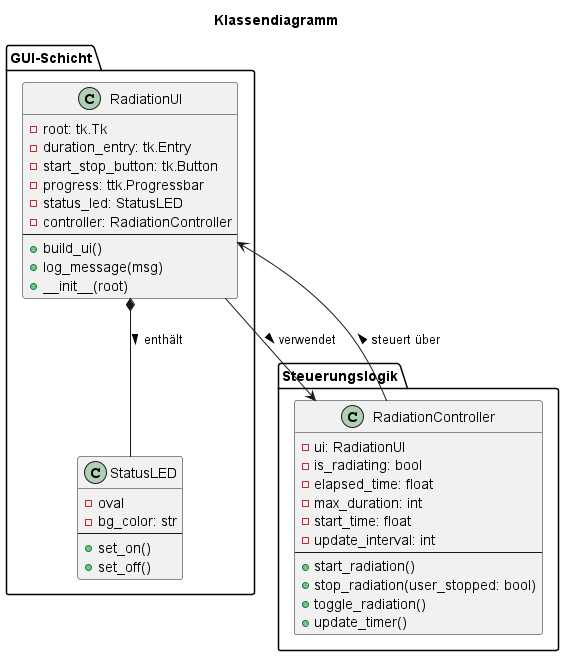 Klassendiagramm
GUI-Schicht
C RadiationUI
root: tk.Tk
duration_entry: tk.Entry
start_stop_button: tk.Button
progress: ttk.Progressbar
status_led: StatusLED
controller: RadiationController
build_ui()
log_message(msg)
__init__(root)
enthält
verwendet
steuert über
Steuerungslogik
C RadiationController
ui: RadiationUI
is_radiating: bool
elapsed_time: float
max_duration: int
start_time: float
update_interval: int
start_radiation()
stop_radiation(user_stopped: bool)
toggle_radiation()
update_timer()
C StatusLED
oval
bg_color: str
set_on()
set_off()